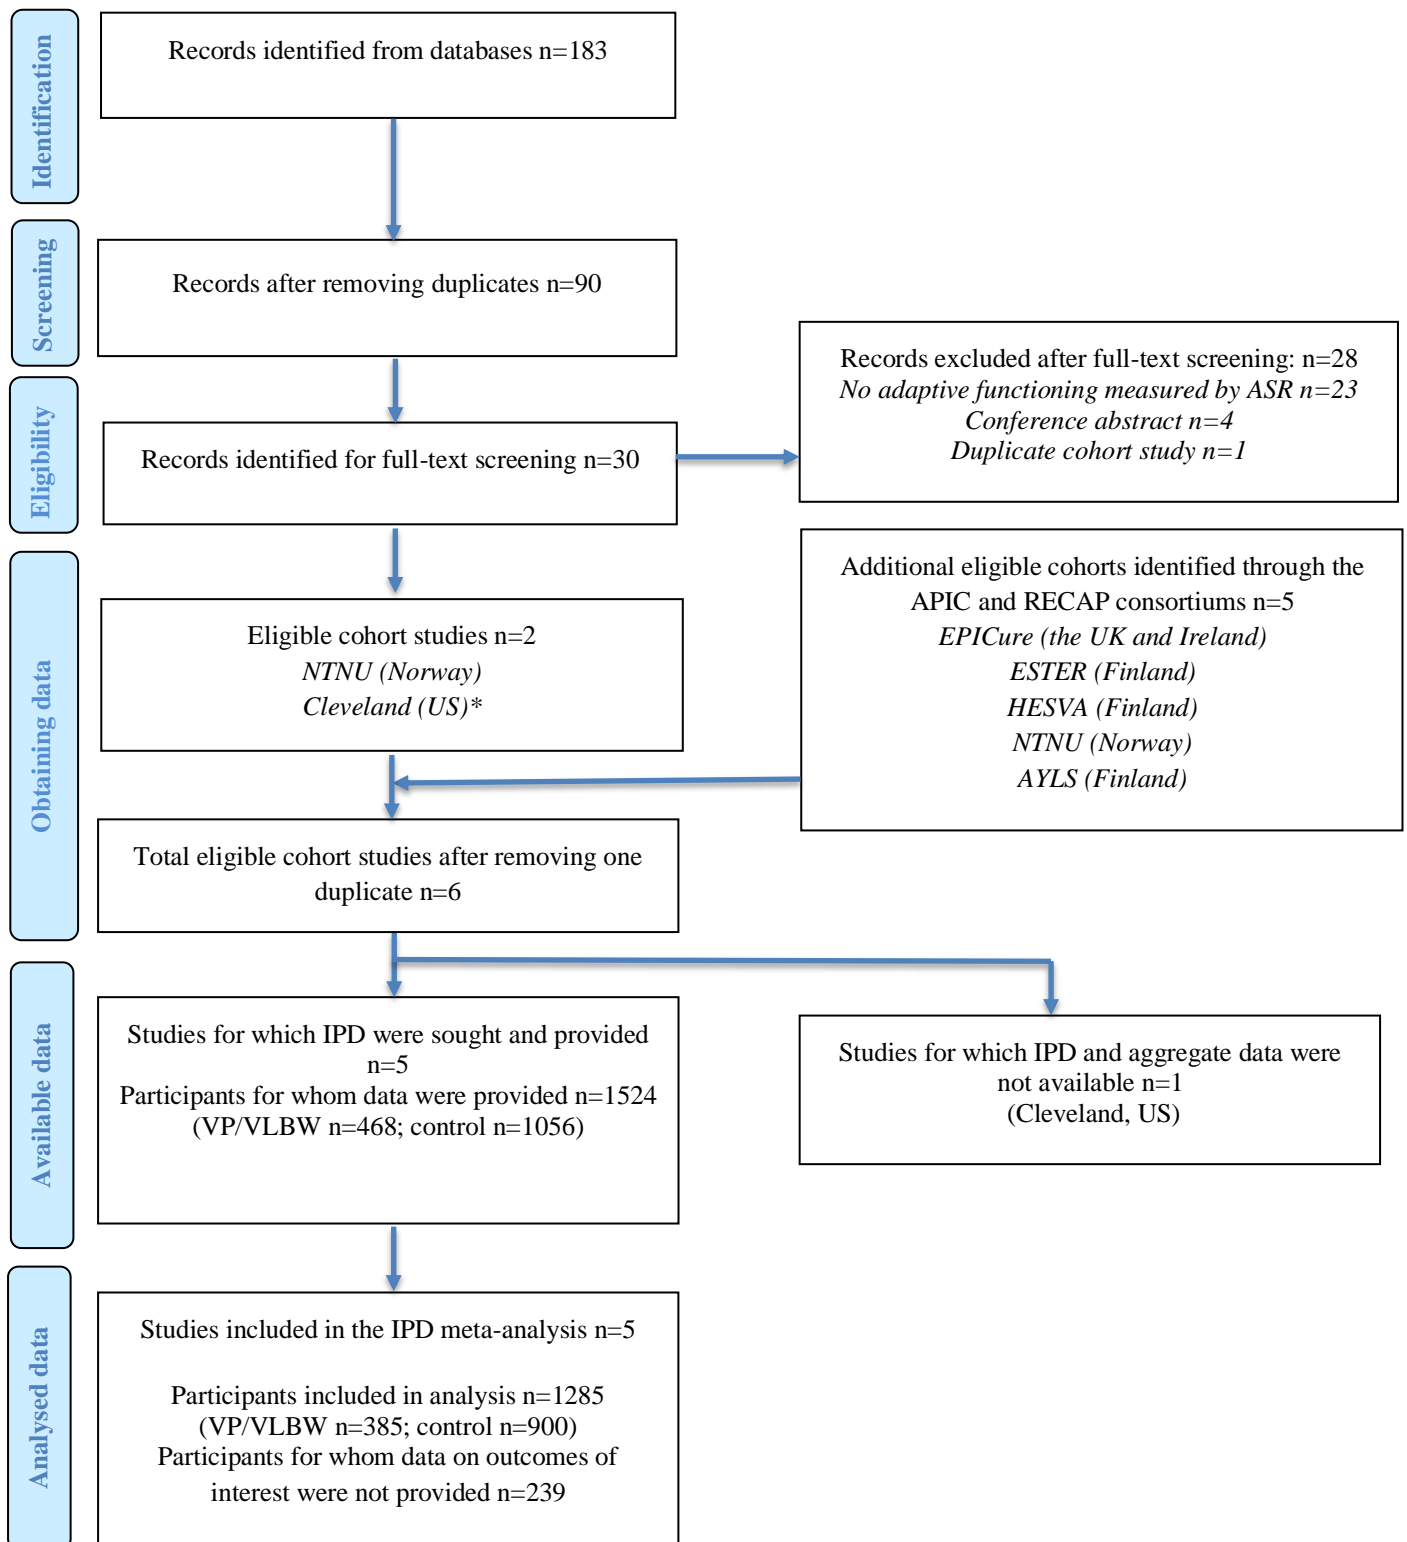 Identification
Records identified from databases n=183
Screening
Records after removing duplicates n=90
Records excluded after full-text screening: n=28
No adaptive functioning measured by ASR n=23
Conference abstract n=4
Duplicate cohort study n=1
Eligibility
Records identified for full-text screening n=30
Obtaining data
Eligible cohort studies n=2
NTNU (Norway)
Cleveland (US)*
Additional eligible cohorts identified through the
APIC and RECAP consortiums n=5
EPICure (the UK and Ireland)
ESTER (Finland)
HESVA (Finland)
NTNU (Norway)
AYLS (Finland)
Total eligible cohort studies after removing one
duplicate n=6
Available data
Studies for which IPD were sought and provided
n=5
Participants for whom data were provided n=1524
(VP/VLBW n=468; control n=1056)
Studies for which IPD and aggregate data were
not available n=1
(Cleveland, US)
Analysed data
Studies included in the IPD meta-analysis n=5
Participants included in analysis n=1285
(VP/VLBW n=385; control n=900)
Participants for whom data on outcomes of
interest were not provided n=239